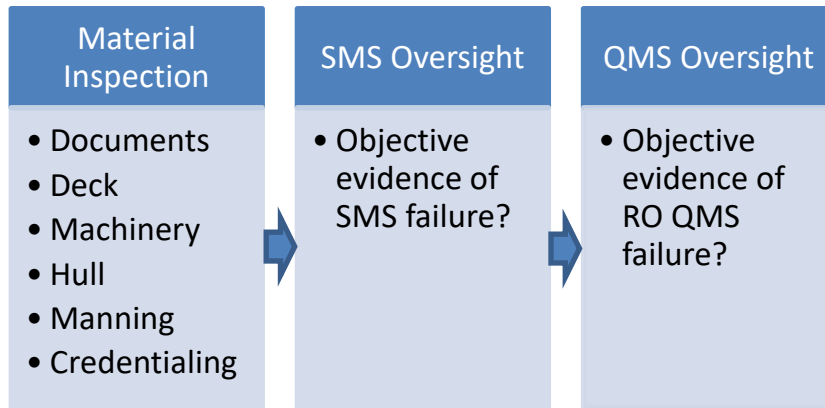 Material
Inspection
• Documents
• Deck
• Machinery
• Hull
• Manning
• Credentialing
SMS Oversight
• Objective
evidence of
SMS failure?
QMS Oversight
• Objective
evidence of
RO QMS
failure?